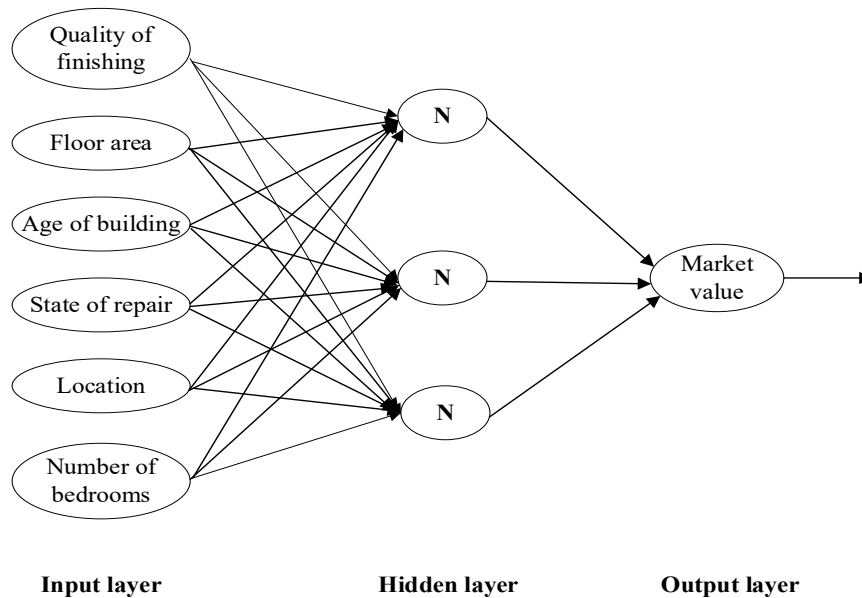 Quality of
finishing
Floor area
Age of building
State of repair
Location
Number of
bedrooms
N
N
N
Market
value
Input layer
Hidden layer
Output layer